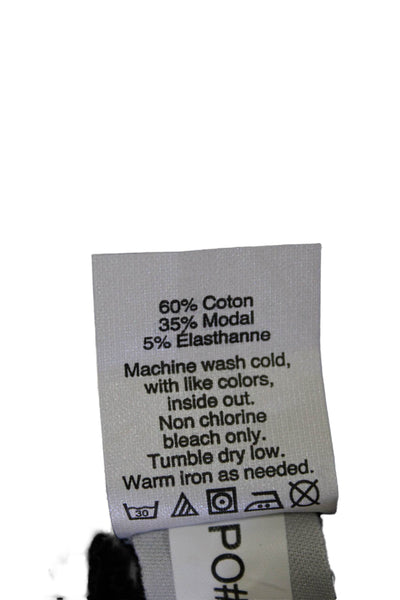 60% Coton
35% Modal
5% Élasthanne
Machine wash cold,
with like colors,
inside out.
Non chlorine
bleach only.
Tumble dry low.
Warm iron as needed.
30
PO#